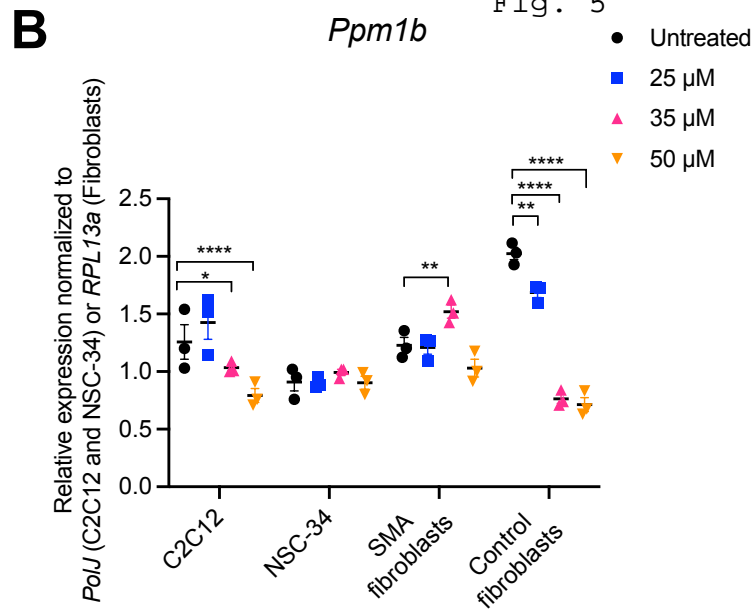 Fig. 5
B
Ppm1b
Untreated
25 µM
35 µM
50 µM
Relative expression normalized to
PolJ (C2C12 and NSC-34) or RPL13a (Fibroblasts)
2.5
2.0
1.5
1.0
0.5
0.0
****
*
**
****
****
**
C2C12
NSC-34
SMA
fibroblasts
Control
fibroblasts